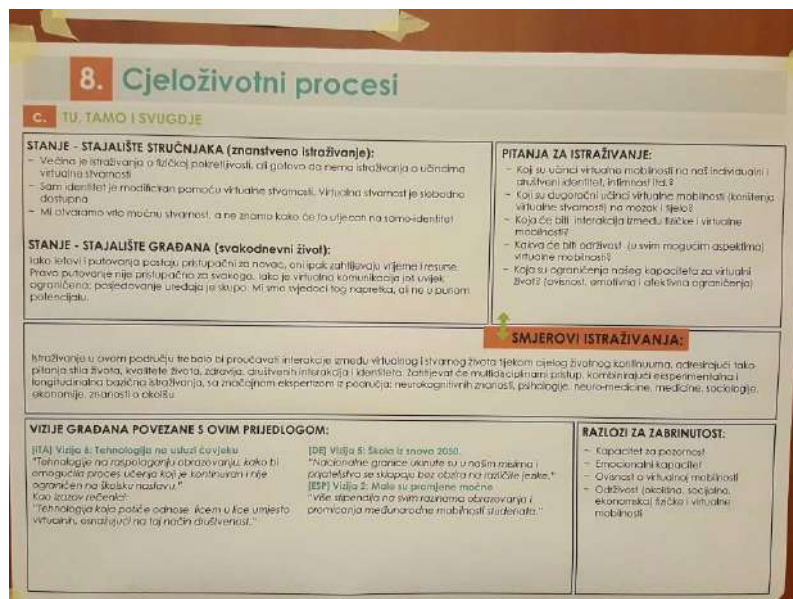 8. Cjeloživotni procesi
C. TU, TAMO I SVUGDJE
STANJE - STAJALIŠTE STRUČNJAKA (znanstveno istraživanje):
- Većina je istraživanja o fizičkoj pokretljivosti, ali gotovo da nema istraživanja o učincima
virtualne stvarnosti
- Sam identitet je modificiran pomoću virtualne stvarnosti. Virtualna stvarnost je slobodno
dostupna
- Mi otvaramo vrlo moćnu stvarnost, a ne znamo kako će to utjecati na samo-identitet
STANJE - STAJALIŠTE GRAĐANA (svakodnevni život):
Iako letovi i putovanja postaju pristupačni za novac, oni ipak zahtijevaju vrijeme i resurse.
Pravo putovanje nije pristupačno za svakoga. Iako je virtualna komunikacija još uvijek
ograničena; posjedovanje uređaja je skupo. Mi smo svjedoci tog napretka, ali ne u punom
potencijalu.
PITANJA ZA ISTRAŽIVANJE:
- Koji su učinci virtualne mobilnosti na naš individualni i
društveni identitet, intimnost itd.?
- Koji su dugoročni učinci virtualne mobilnosti (korištenja
virtualne stvarnosti) na mozak i tijelo?
- Koja će biti interakcija između fizičke i virtualne
mobilnosti?
- Kakva će biti održivost (u svim mogućim aspektima)
virtualne mobilnosti?
- Koja su ograničenja našeg kapaciteta za virtualni
život? (ovisnost, emotivna i afektivna ograničenja)
SMJEROVI ISTRAŽIVANJA:
Istraživanje u ovom području trebalo bi proučavati interakcije između virtualnog i stvarnog života tijekom cijelog životnog kontinuuma, adresirajući tako
pitanja stila života, kvalitete života, zdravlja, društvenih interakcija i identiteta. Zahtijevat će multidisciplinarni pristup, kombinirajući eksperimentalna i
longitudinalna bazična istraživanja, sa značajnom ekspertizom iz područja: neurokognitivnih znanosti, psihologije, neuro-medicine, medicine, sociologije,
ekonomije, znanosti o okolišu.
VIZIJE GRAĐANA POVEZANE S OVIM PRIJEDLOGOM:
[ITA] Vizija 6: Tehnologija na usluzi čovjeku
"Tehnologije na raspolaganju obrazovanju, kako bi
omogućila proces učenja koji je kontinuiran i nije
ograničen na školsku nastavu."
Kao izazov rečenici:
"Tehnologija koja potiče odnose licem u lice umjesto
virtualnih, osnažujući na taj način društvenost."
[DE] Vizija 5: Škola iz snova 2050.
"Nacionalne granice ukinute su u našim mislima i
prijateljstva se sklapaju bez obzira na različite jezike."
[ESP] Vizija 2: Male su promjene moćne
"Više stipendija na svim razinama obrazovanja i
promicanja međunarodne mobilnosti studenata."
RAZLOZI ZA ZABRINUTOST:
- Kapacitet za pozornost
- Emocionalni kapacitet
- Ovisnost o virtualnoj mobilnosti
- Održivost (okolišna, socijalna,
ekonomska) fizičke i virtualne
mobilnosti